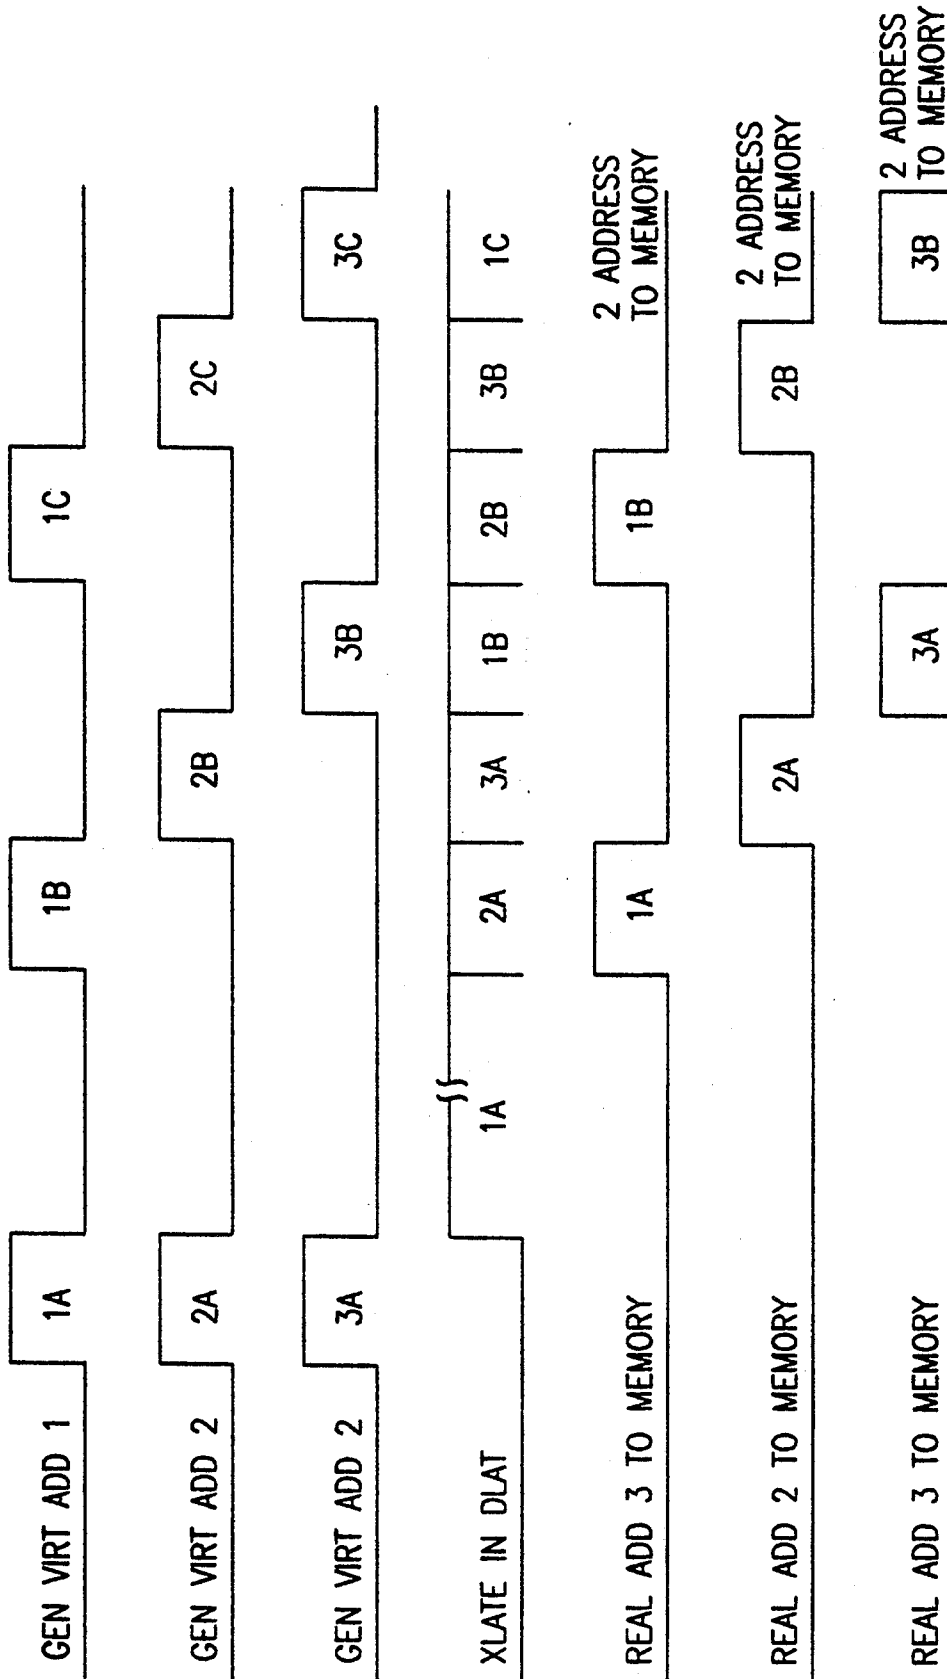 GEN VIRT ADD 1 1A 1B 1C
GEN VIRT ADD 2 2A 2B 2C
GEN VIRT ADD 2 3A 3B 3C
XLATE IN DLAT 1A 2A 3A 1B 2B 3B 1C
REAL ADD 3 TO MEMORY 1A 1B 2 ADDRESS
TO MEMORY
REAL ADD 2 TO MEMORY 2A 2B 2 ADDRESS
TO MEMORY
REAL ADD 3 TO MEMORY 3A 3B 2 ADDRESS
TO MEMORY